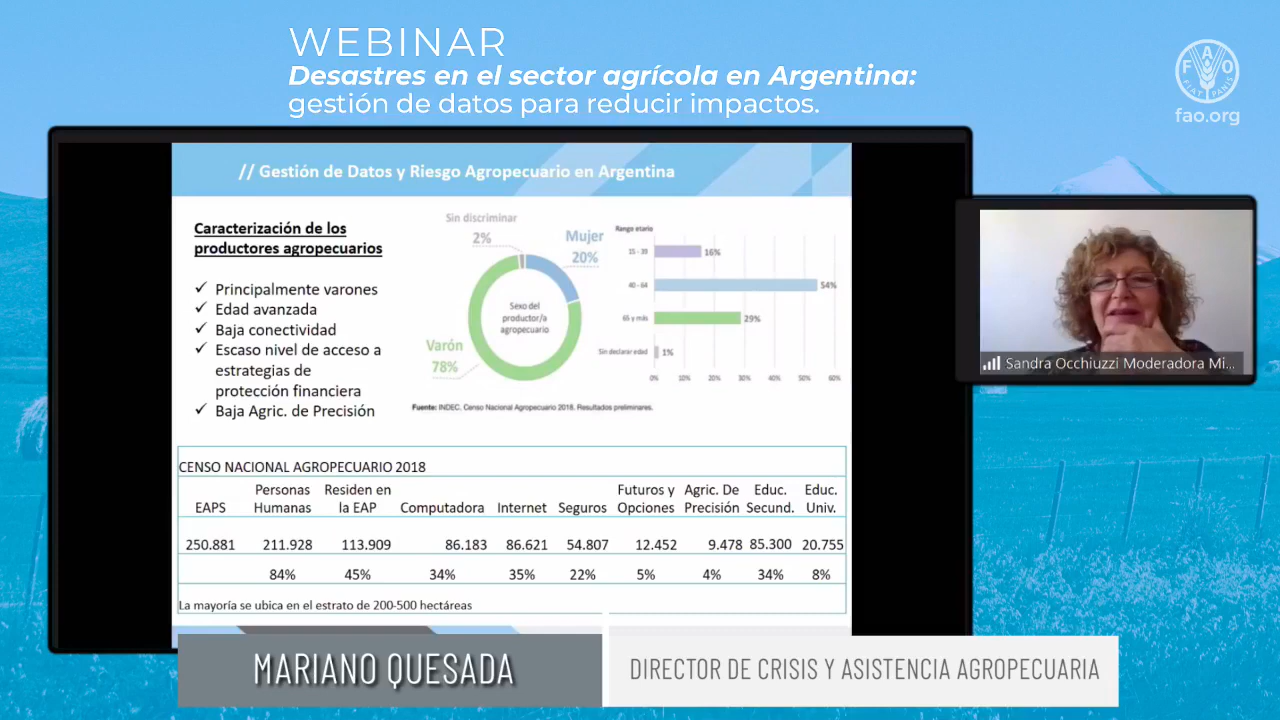 WEBINAR
Desastres en el sector agrícola en Argentina:
gestión de datos para reducir impactos.
F A O
FIAT PANIS
fao.org
// Gestión de Datos y Riesgo Agropecuario en Argentina
Caracterización de los
productores agropecuarios
✓ Principalmente varones
✓ Edad avanzada
✓ Baja conectividad
✓ Escaso nivel de acceso a
estrategias de
protección financiera
✓ Baja Agric. de Precisión
Sin discriminar
2%
Mujer
20%
Sexo del
productor/a
agropecuario
Varón
78%
Rango etario
15 - 39
16%
40 - 64
54%
65 y más
29%
Sin declarar edad
1%
0% 10% 20% 30% 40% 50% 60%
Fuente: INDEC. Censo Nacional Agropecuario 2018. Resultados preliminares.
CENSO NACIONAL AGROPECUARIO 2018
EAPS Personas Humanas Residen en la EAP Computadora Internet Seguros Futuros y Opciones Agric. De Precisión Educ. Secund. Educ. Univ.
250.881 211.928 113.909 86.183 86.621 54.807 12.452 9.478 85.300 20.755
84% 45% 34% 35% 22% 5% 4% 34% 8%
La mayoría se ubica en el estrato de 200-500 hectáreas
Sandra Occhiuzzi Moderadora Mi...
MARIANO QUESADA
DIRECTOR DE CRISIS Y ASISTENCIA AGROPECUARIA